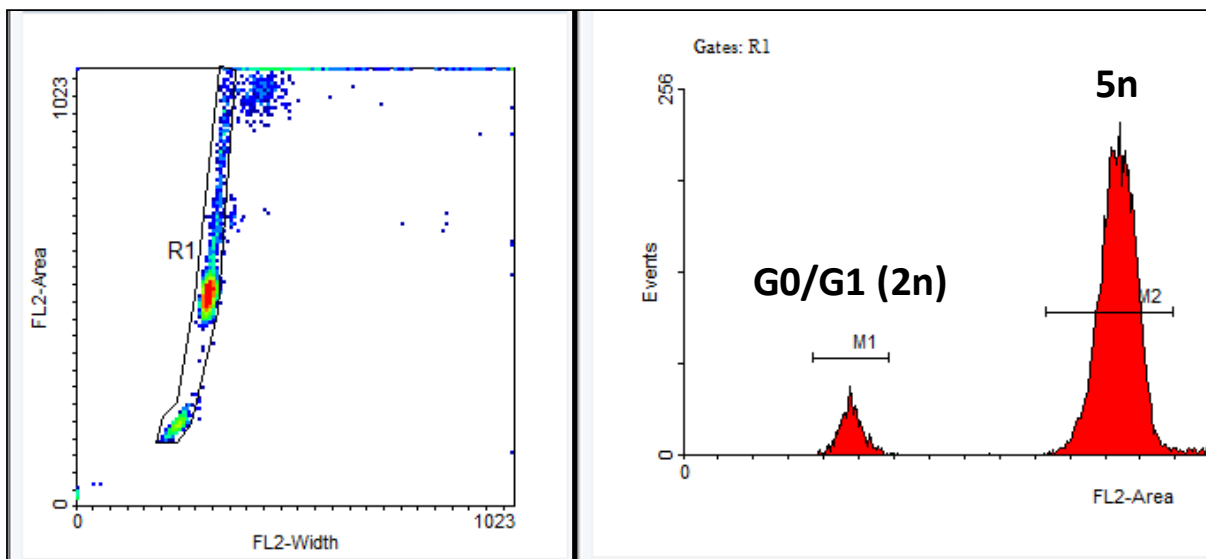 1023
FL2-Area
R1
0
0
1023
FL2-Width
Gates: R1
256
5n
G0/G1 (2n)
Events
M1
M2
0
0
FL2-Area